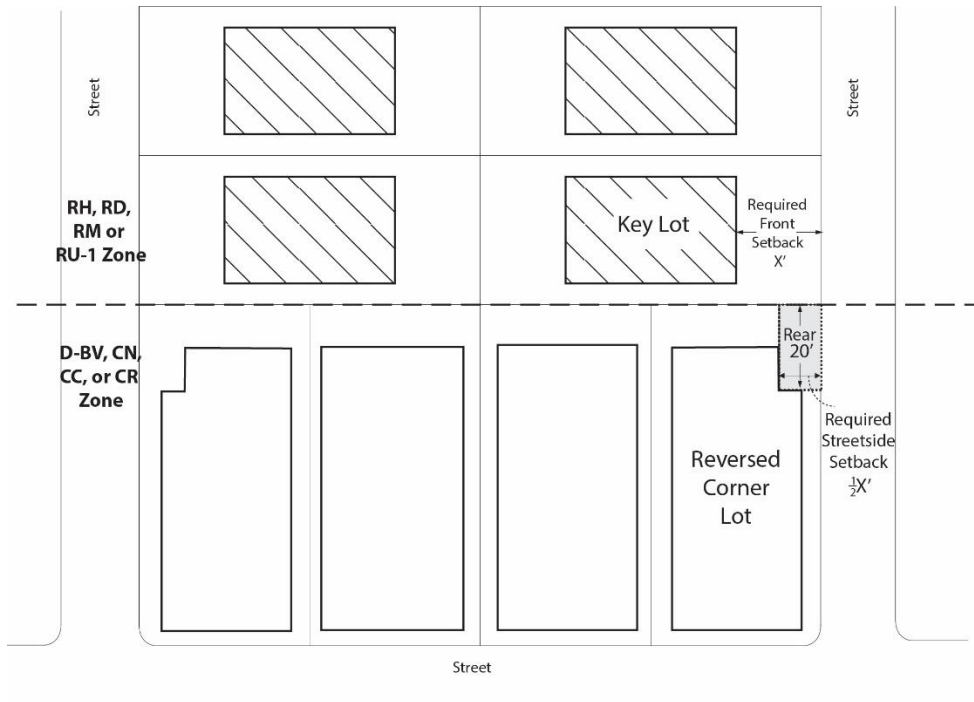 Street
Street
RH, RD,
RM or
RU-1 Zone
Key Lot
Required
Front
Setback
X'
D-BV, CN,
CC, or CR
Zone
Rear
20'
Required
Streetside
Setback
½X'
Reversed
Corner
Lot
Street